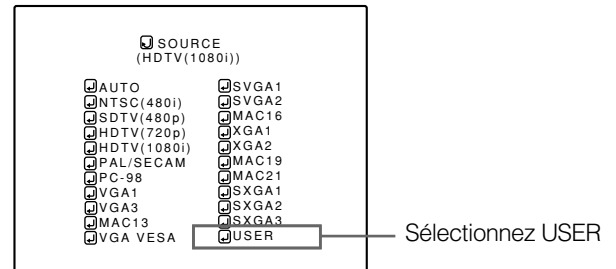 SOURCE
(HDTV(1080i))
AUTO
NTSC(480i)
SDTV(480p)
HDTV(720p)
HDTV(1080i)
PAL/SECAM
PC-98
VGA1
VGA3
MAC13
VGA VESA
SVGA1
SVGA2
MAC16
XGA1
XGA2
MAC19
MAC21
SXGA1
SXGA2
SXGA3
USER
Sélectionnez USER